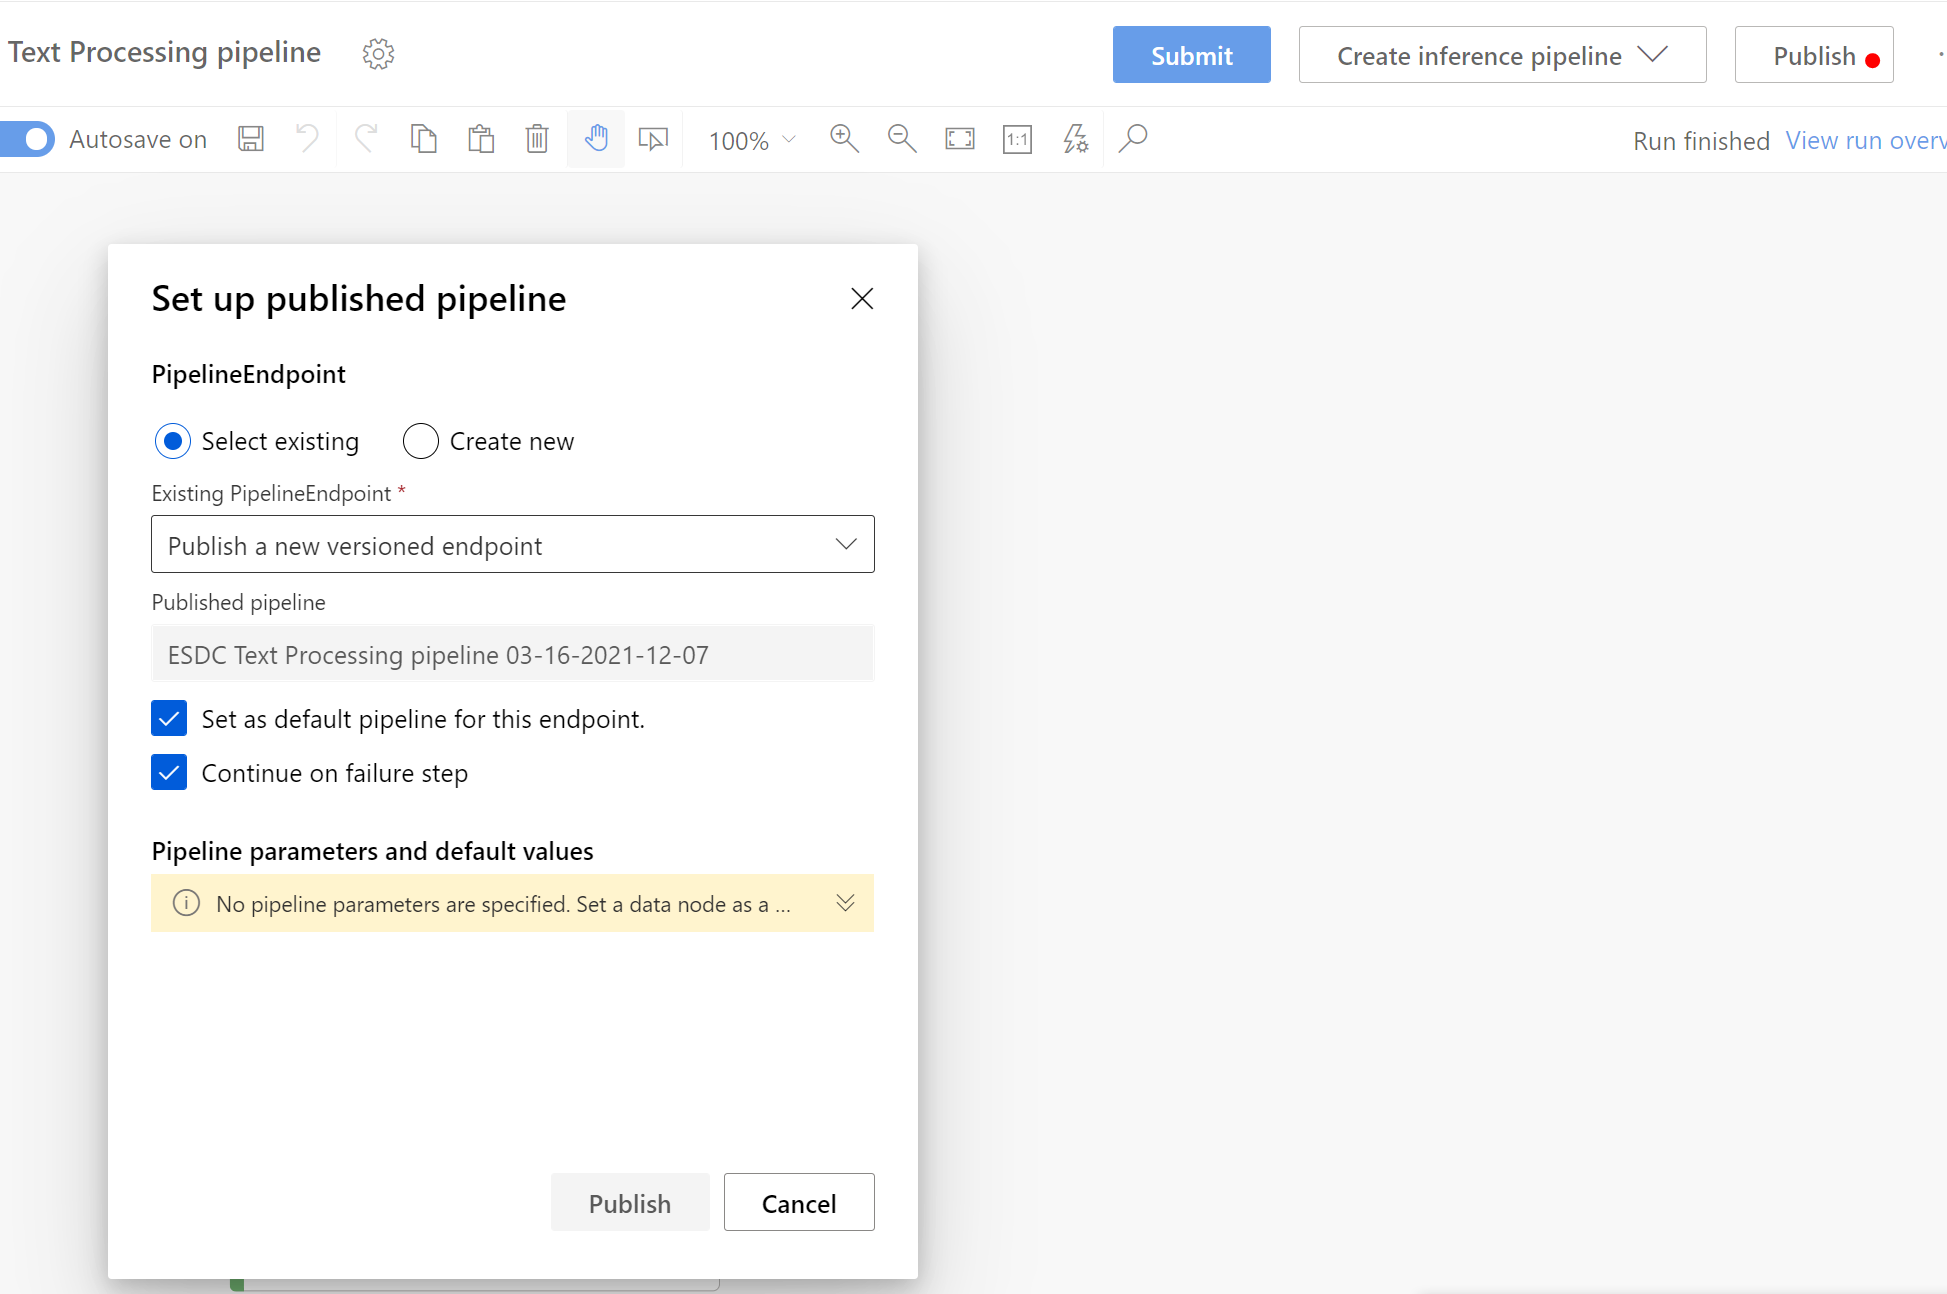 Text Processing pipeline
Submit
Create inference pipeline
Publish
Autosave on
100%
1:1
Run finished View run overv
Set up published pipeline
PipelineEndpoint
Select existing
Create new
Existing PipelineEndpoint *
Publish a new versioned endpoint
Published pipeline
ESDC Text Processing pipeline 03-16-2021-12-07
Set as default pipeline for this endpoint.
Continue on failure step
Pipeline parameters and default values
No pipeline parameters are specified. Set a data node as a ...
Publish
Cancel